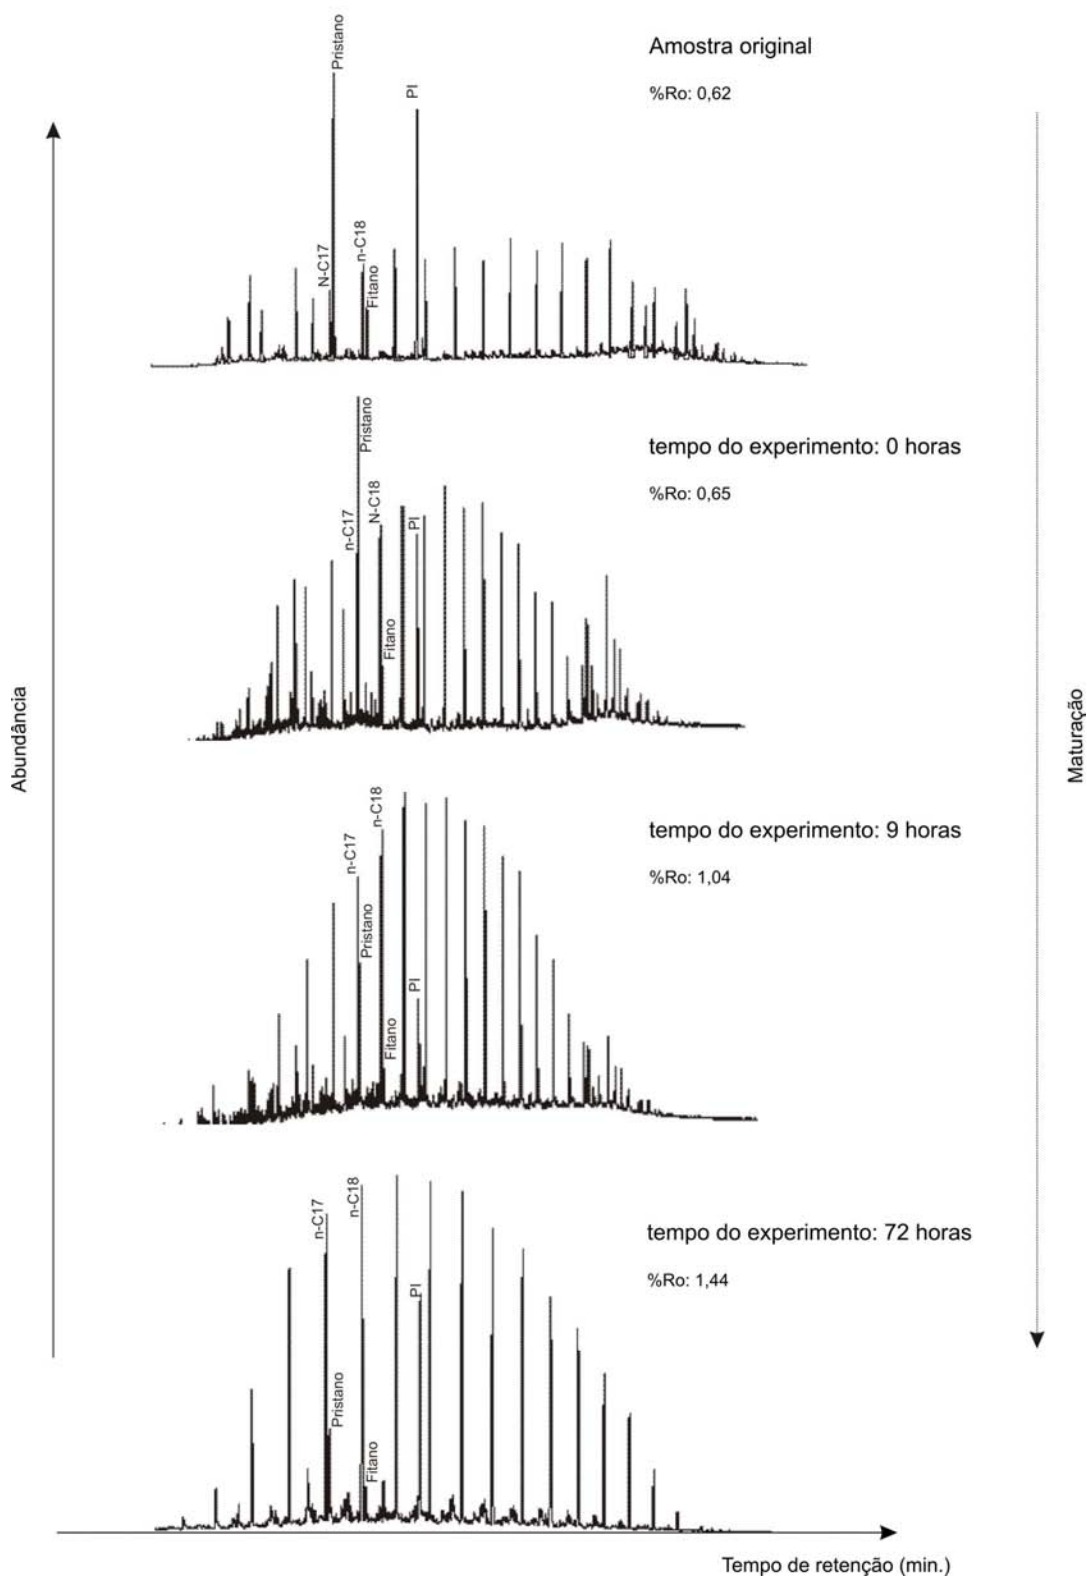 Amostra original
%Ro: 0,62
Pristano
PI
N-C17
n-C18
Fitano
tempo do experimento: 0 horas
%Ro: 0,65
Pristano
n-C17
N-C18
PI
Fitano
tempo do experimento: 9 horas
%Ro: 1,04
n-C17
n-C18
Pristano
PI
Fitano
tempo do experimento: 72 horas
%Ro: 1,44
n-C17
n-C18
PI
Pristano
Fitano
Abundância
Maturação
Tempo de retenção (min.)